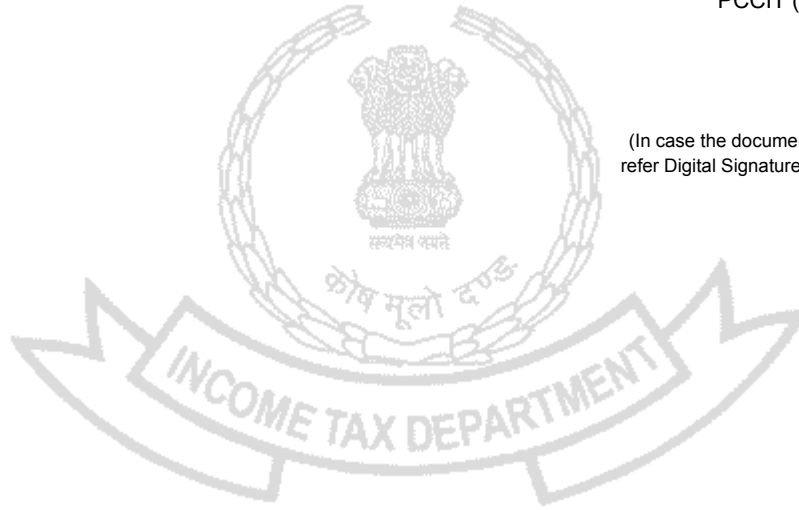 PCCIT (
(In case the docume
refer Digital Signature
सत्यमेव जयते
कोष मूलो दण्डः
INCOME TAX DEPARTMENT